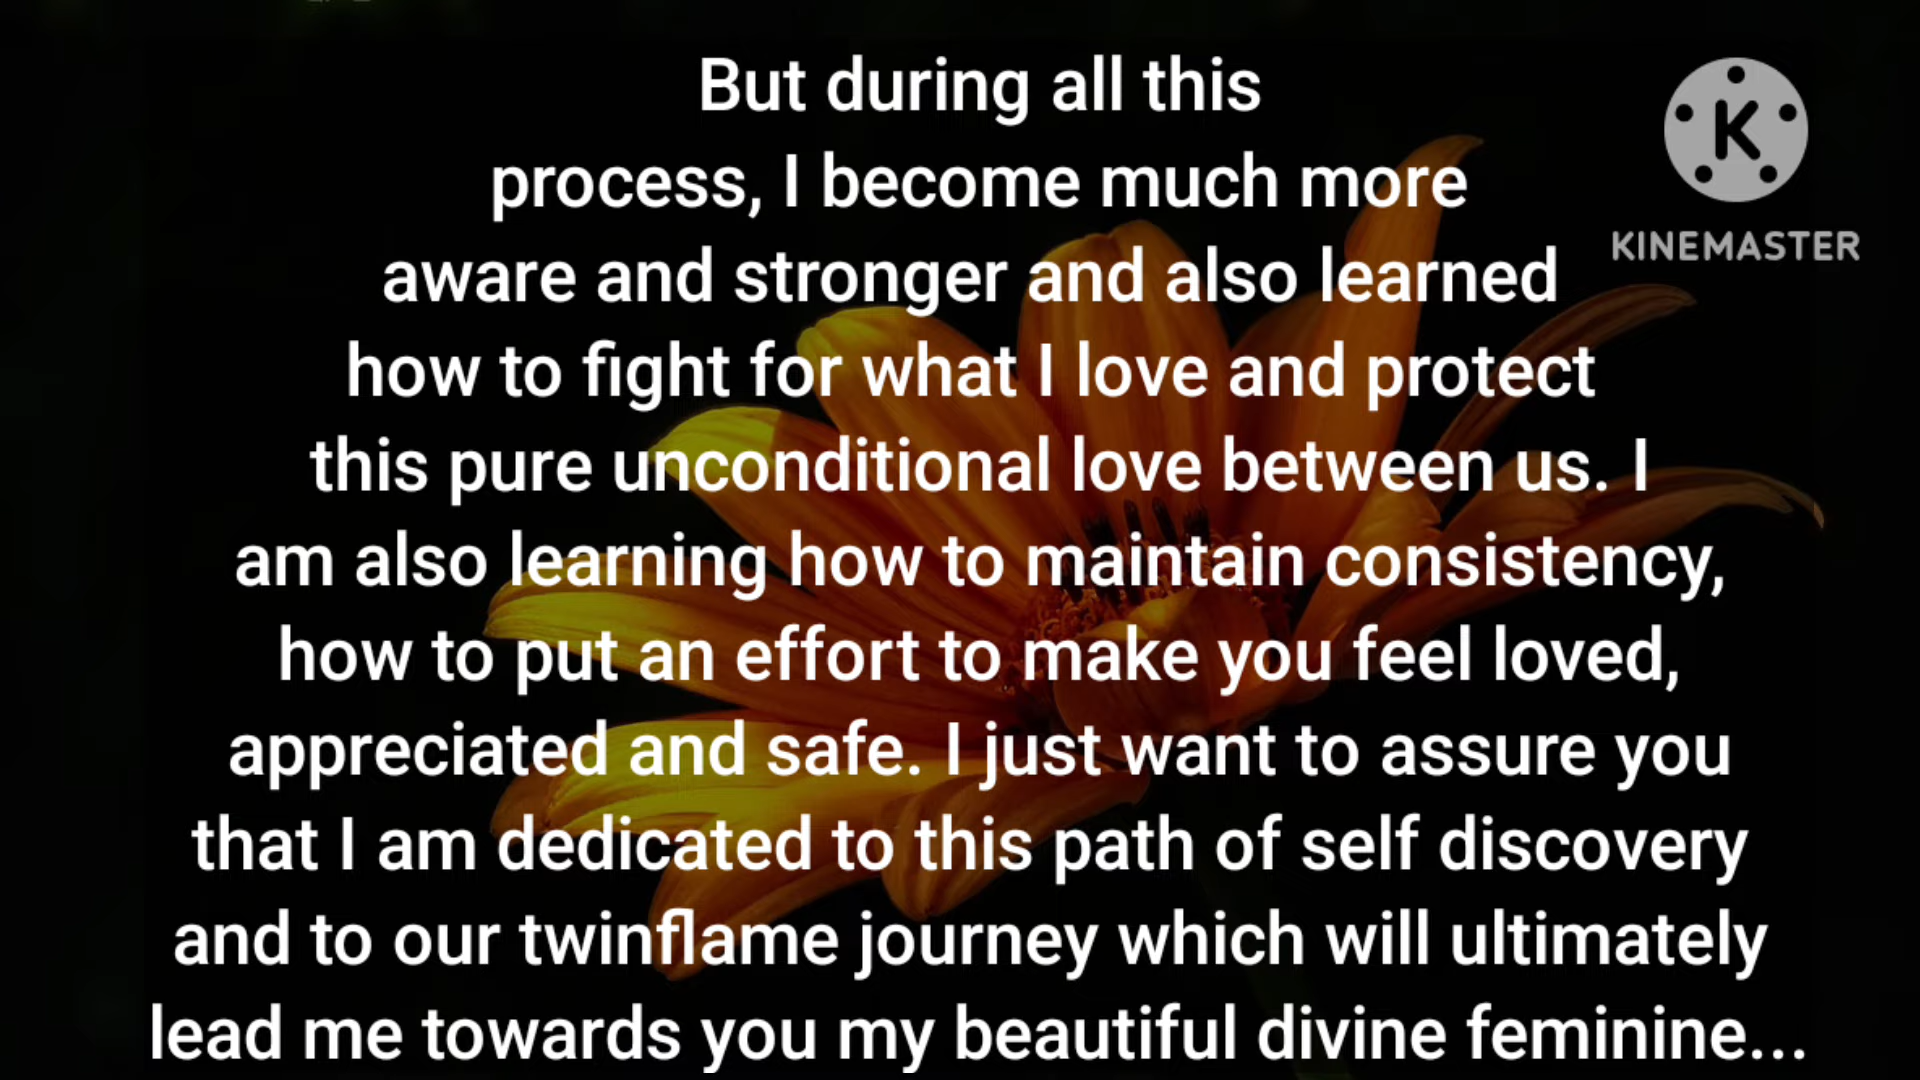 But during all this
process, I become much more
aware and stronger and also learned
how to fight for what I love and protect
this pure unconditional love between us. I
am also learning how to maintain consistency,
how to put an effort to make you feel loved,
appreciated and safe. I just want to assure you
that I am dedicated to this path of self discovery
and to our twinflame journey which will ultimately
lead me towards you my beautiful divine feminine...
K
KINEMASTER